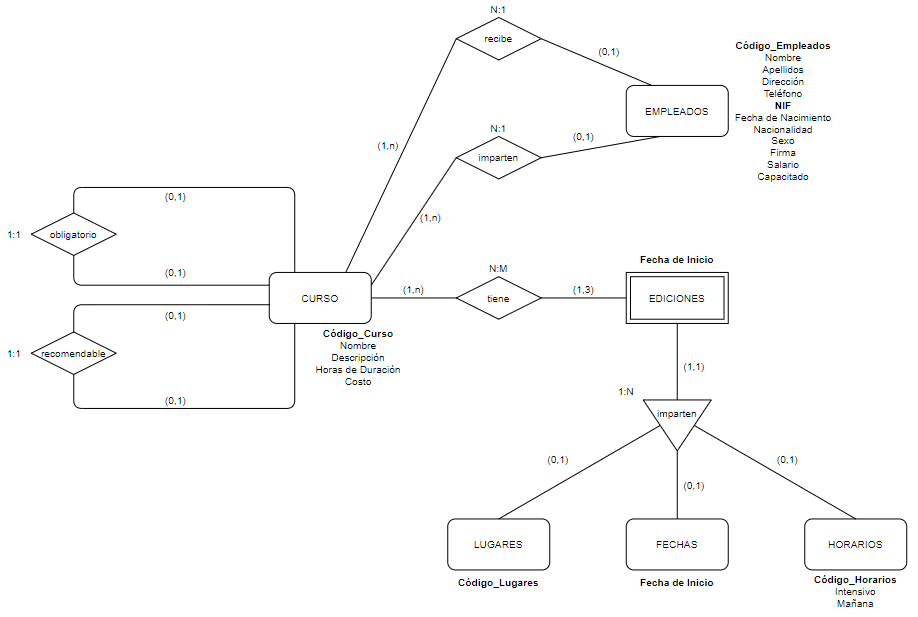 N:1
recibe
(0,1)
Código_Empleados
Nombre
Apellidos
Dirección
Teléfono
NIF
Fecha de Nacimiento
Nacionalidad
Sexo
Firma
Salario
Capacitado
EMPLEADOS
(1,n)
N:1
imparten
(0,1)
(1,n)
(0,1)
1:1
obligatorio
(0,1)
CURSO
Código_Curso
Nombre
Descripción
Horas de Duración
Costo
(0,1)
1:1
recomendable
(0,1)
N:M
(1,n)
tiene
(1,3)
Fecha de Inicio
EDICIONES
(1,1)
1:N
imparten
(0,1)
(0,1)
(0,1)
LUGARES
Código_Lugares
FECHAS
Fecha de Inicio
HORARIOS
Código_Horarios
Intensivo
Mañana